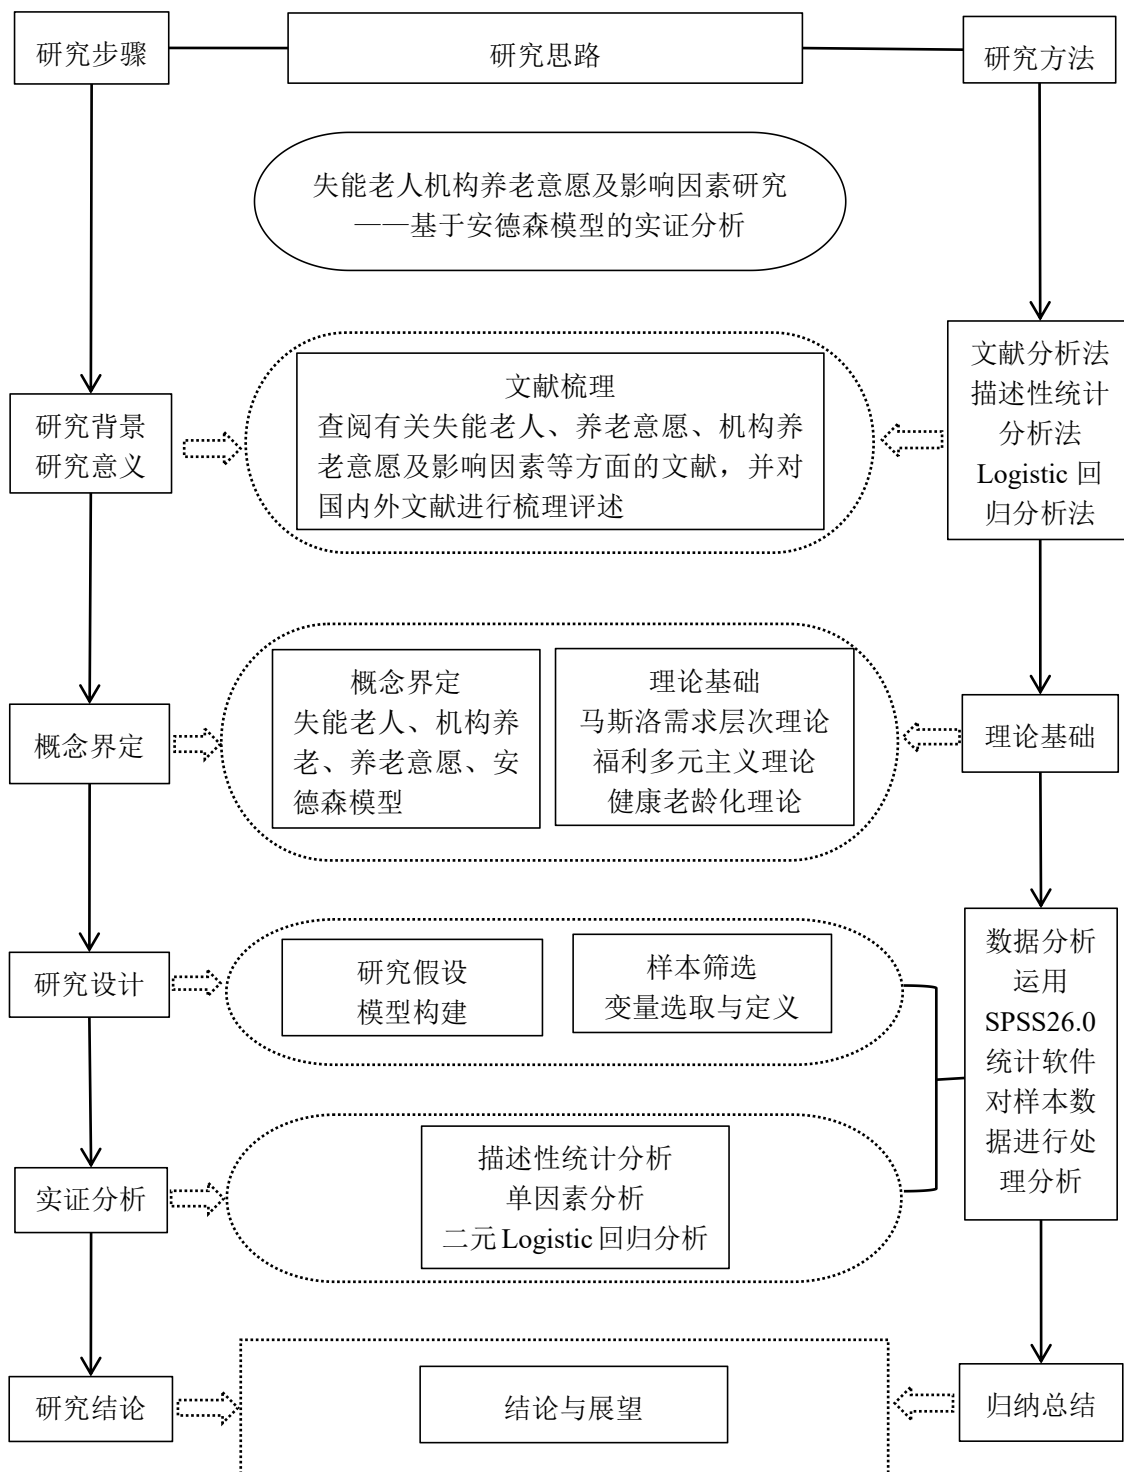 研究步骤
研究思路
研究方法
失能老人机构养老意愿及影响因素研究
——基于安德森模型的实证分析
研究背景
研究意义
文献梳理
查阅有关失能老人、养老意愿、机构养
老意愿及影响因素等方面的文献，并对
国内外文献进行梳理评述
文献分析法
描述性统计
分析法
Logistic 回
归分析法
概念界定
概念界定
失能老人、机构养
老、养老意愿、安
德森模型
理论基础
马斯洛需求层次理论
福利多元主义理论
健康老龄化理论
理论基础
研究设计
研究假设
模型构建
样本筛选
变量选取与定义
数据分析
运用
SPSS26.0
统计软件
对样本数
据进行处
理分析
实证分析
描述性统计分析
单因素分析
二元 Logistic 回归分析
研究结论
结论与展望
归纳总结